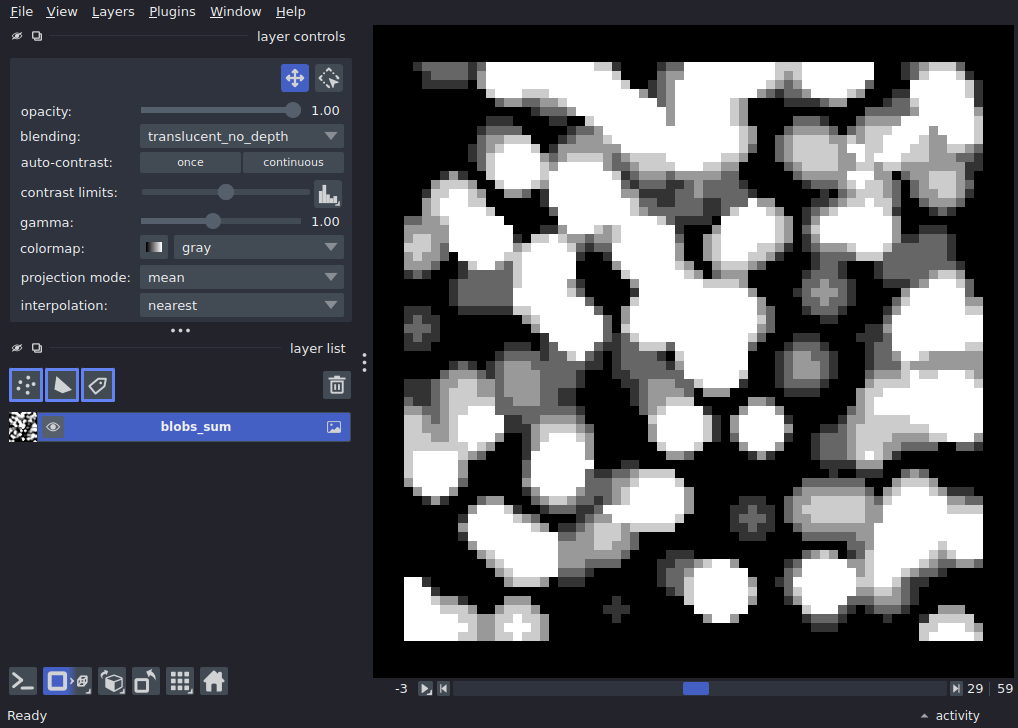 File View Layers Plugins Window Help
layer controls
opacity: 1.00
blending: translucent_no_depth
auto-contrast: once continuous
contrast limits:
gamma: 1.00
colormap: gray
projection mode: mean
interpolation: nearest
layer list
blobs_sum
-3 29 59
Ready activity